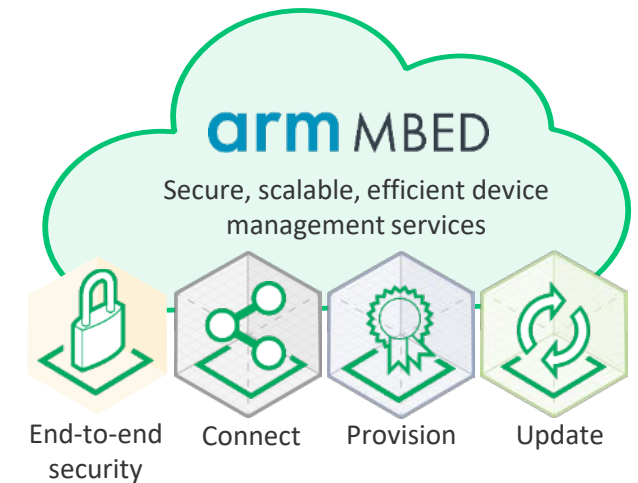 arm MBED
Secure, scalable, efficient device
management services
End-to-end
security
Connect
Provision
Update